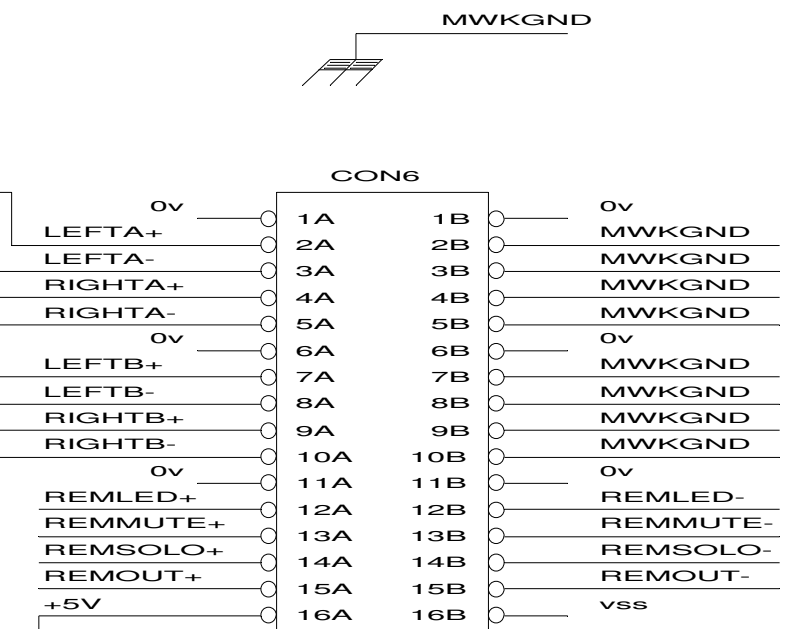 MWKGND
CON6
0v 1A 1B 0v
LEFTA+ 2A 2B MWKGND
LEFTA- 3A 3B MWKGND
RIGHTA+ 4A 4B MWKGND
RIGHTA- 5A 5B MWKGND
0v 6A 6B 0v
LEFTB+ 7A 7B MWKGND
LEFTB- 8A 8B MWKGND
RIGHTB+ 9A 9B MWKGND
RIGHTB- 10A 10B MWKGND
0v 11A 11B 0v
REMLED+ 12A 12B REMLED-
REMMUTE+ 13A 13B REMMUTE-
REMSOLO+ 14A 14B REMSOLO-
REMOUT+ 15A 15B REMOUT-
+5V 16A 16B vss